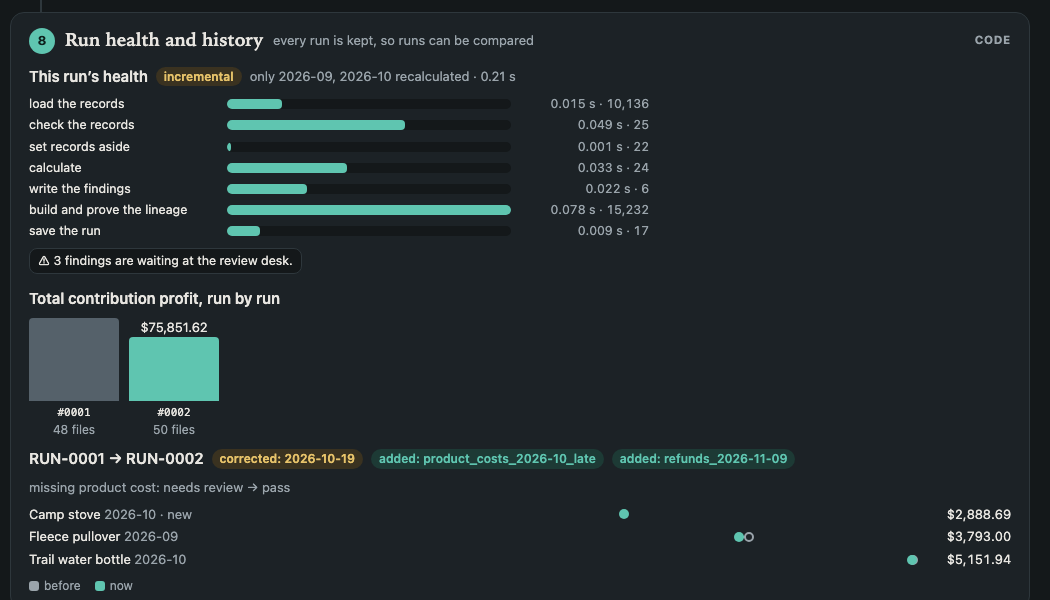 8 Run health and history every run is kept, so runs can be compared CODE
This run's health incremental only 2026-09, 2026-10 recalculated · 0.21 s
load the records 0.015 s · 10,136
check the records 0.049 s · 25
set records aside 0.001 s · 22
calculate 0.033 s · 24
write the findings 0.022 s · 6
build and prove the lineage 0.078 s · 15,232
save the run 0.009 s · 17
⚠ 3 findings are waiting at the review desk.
Total contribution profit, run by run
$75,851.62
#0001 #0002
48 files 50 files
RUN-0001 → RUN-0002 corrected: 2026-10-19 added: product_costs_2026-10_late added: refunds_2026-11-09
missing product cost: needs review → pass
Camp stove 2026-10 · new $2,888.69
Fleece pullover 2026-09 $3,793.00
Trail water bottle 2026-10 $5,151.94
before now